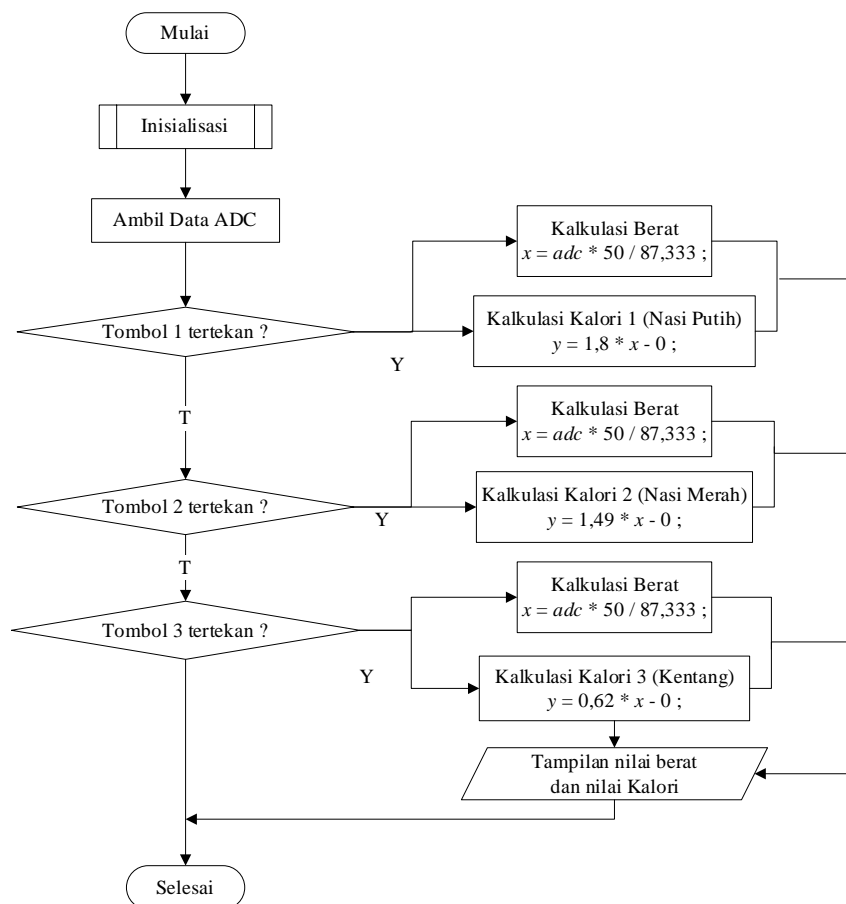 Mulai
Inisialisasi
Ambil Data ADC
Kalkulasi Berat
x = adc * 50 / 87,333 ;
Tombol 1 tertekan ?
Kalkulasi Kalori 1 (Nasi Putih)
y = 1,8 * x - 0 ;
Y
T
Kalkulasi Berat
x = adc * 50 / 87,333 ;
Tombol 2 tertekan ?
Kalkulasi Kalori 2 (Nasi Merah)
y = 1,49 * x - 0 ;
Y
T
Kalkulasi Berat
x = adc * 50 / 87,333 ;
Tombol 3 tertekan ?
Y
Kalkulasi Kalori 3 (Kentang)
y = 0,62 * x - 0 ;
Tampilan nilai berat
dan nilai Kalori
Selesai